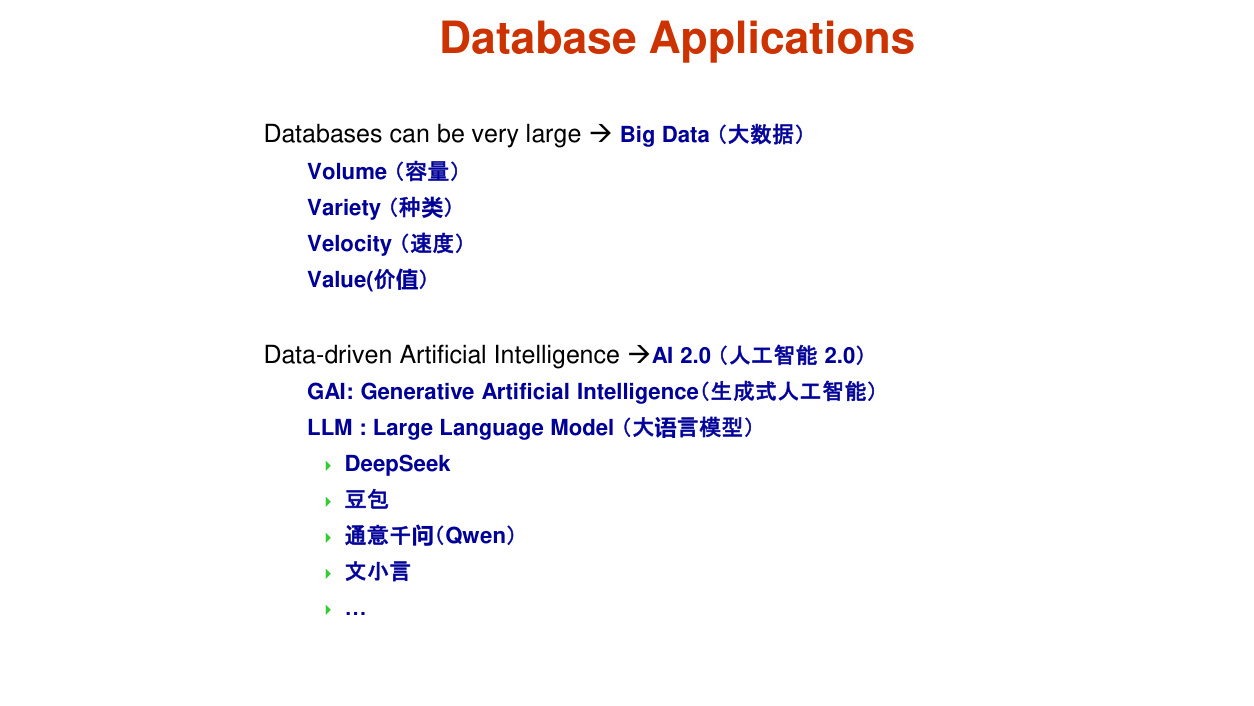 Database Applications
Databases can be very large → Big Data（大数据）
Volume（容量）
Variety（种类）
Velocity（速度）
Value(价值）
Data-driven Artificial Intelligence →AI 2.0（人工智能 2.0）
GAI: Generative Artificial Intelligence（生成式人工智能）
LLM : Large Language Model（大语言模型）
DeepSeek
豆包
通意千问（Qwen）
文小言
…